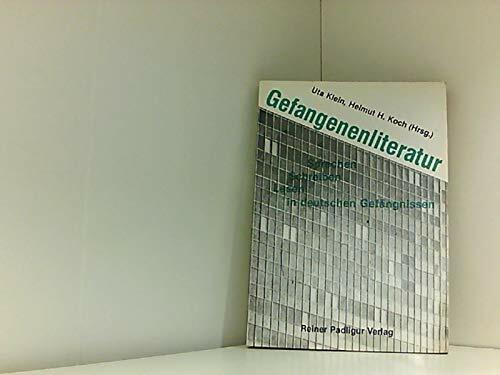 Uta Klein, Helmut H. Koch (Hrsg.)
Gefangenenliteratur
Sprechen
Schreiben
Lesen
in deutschen Gefängnissen
Reiner Padligur Verlag